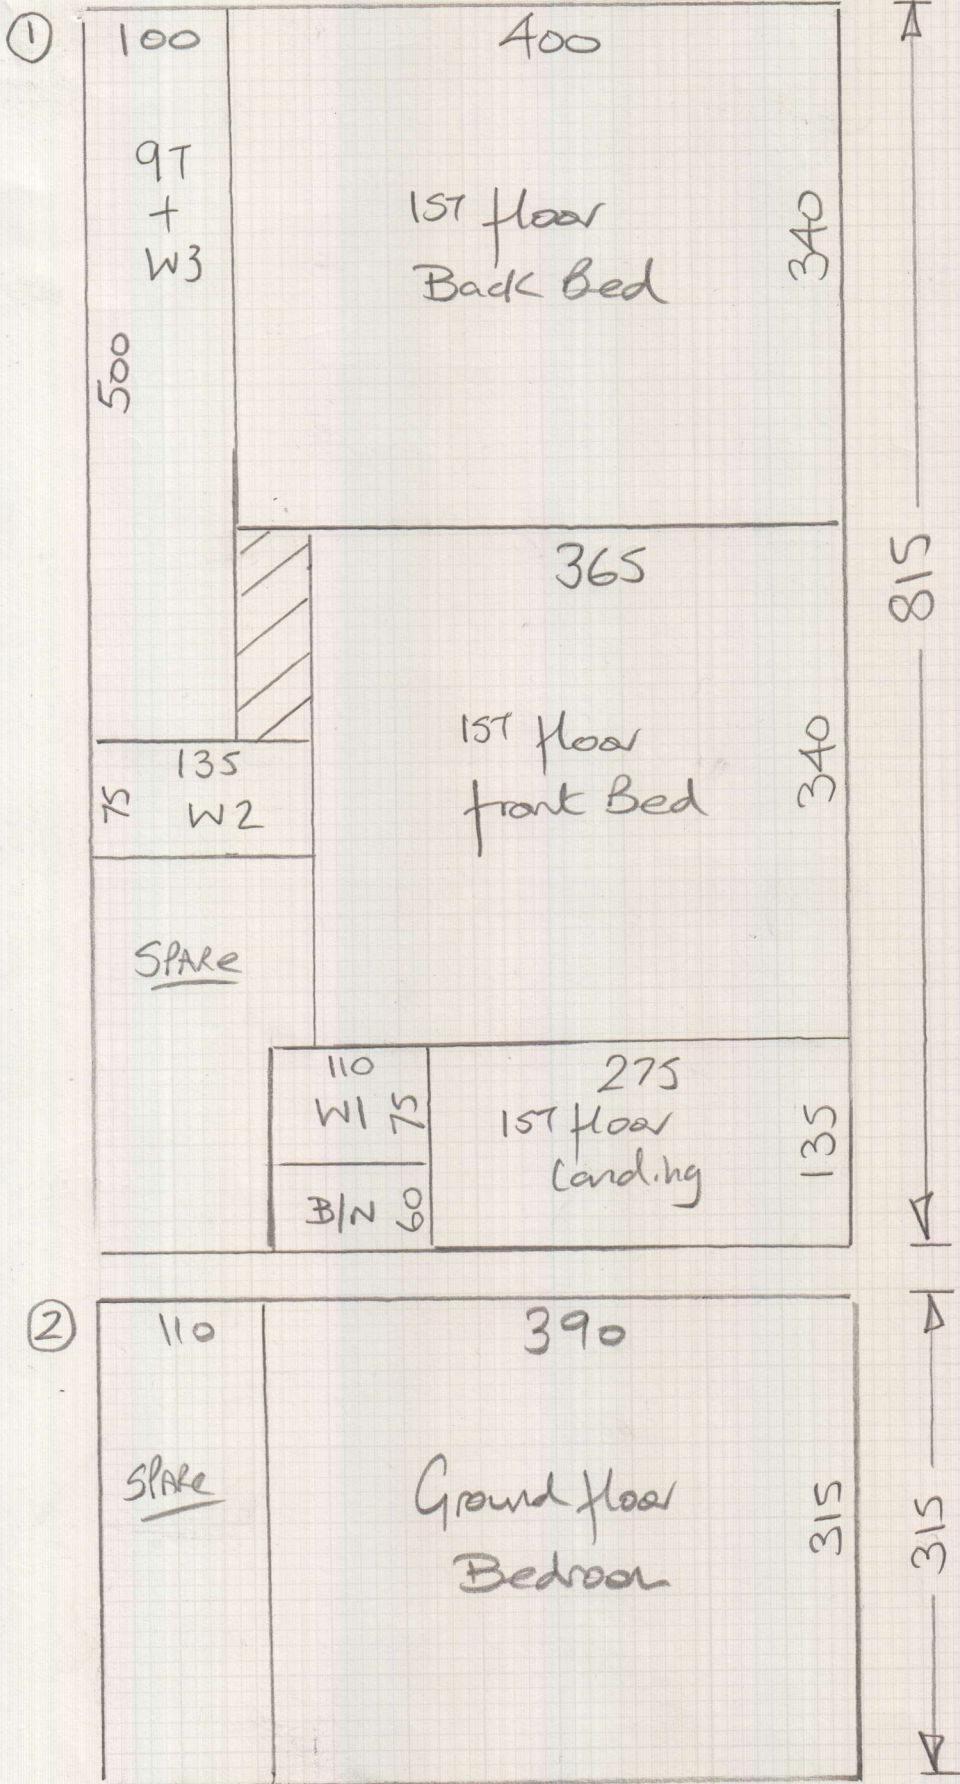 ①
100
400
9T
+
W3
1ST floor
Back Bed
340
500
365
815
1ST floor
front Bed
340
135
75
W2
SPARe
110
W1
75
275
1ST floor
Landing
135
B/N
60
②
110
390
SPARe
Ground floor
Bedroom
315
315